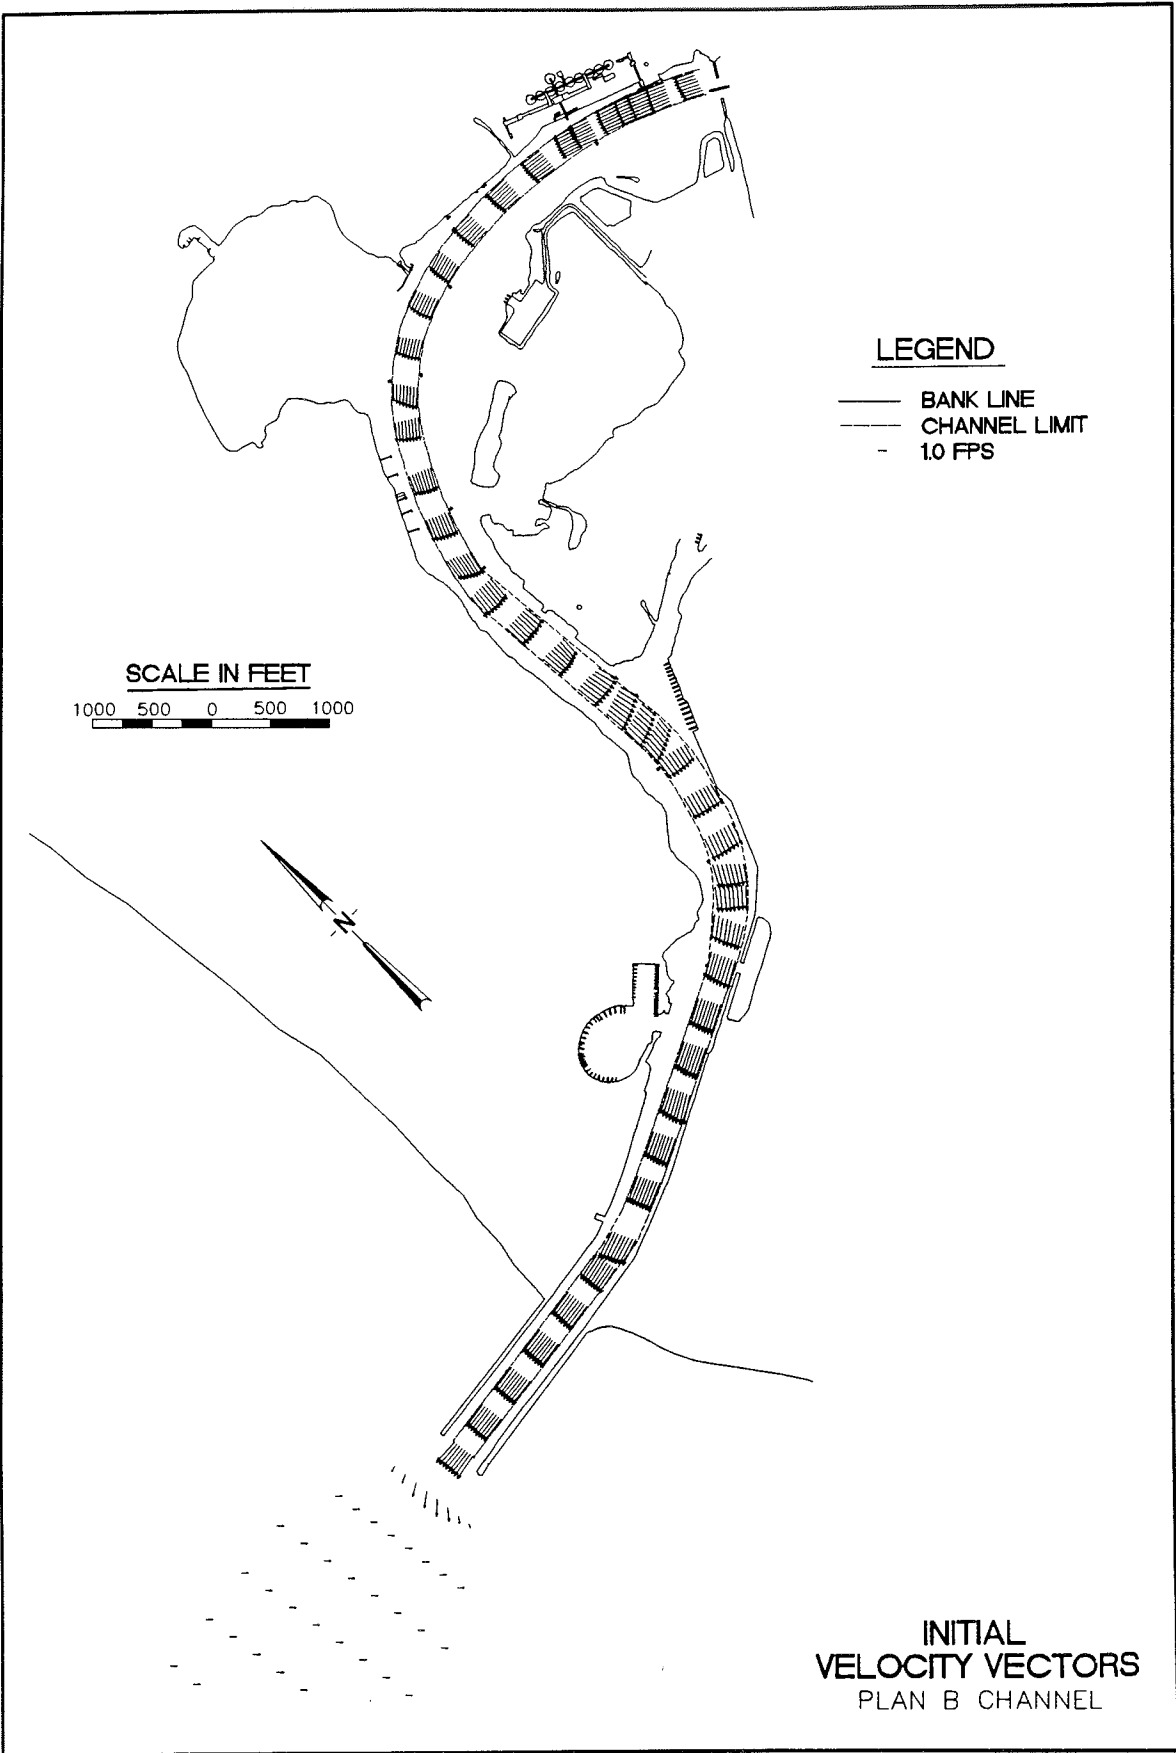 LEGEND
BANK LINE
CHANNEL LIMIT
1.0 FPS
SCALE IN FEET
1000 500 0 500 1000
N
INITIAL
VELOCITY VECTORS
PLAN B CHANNEL